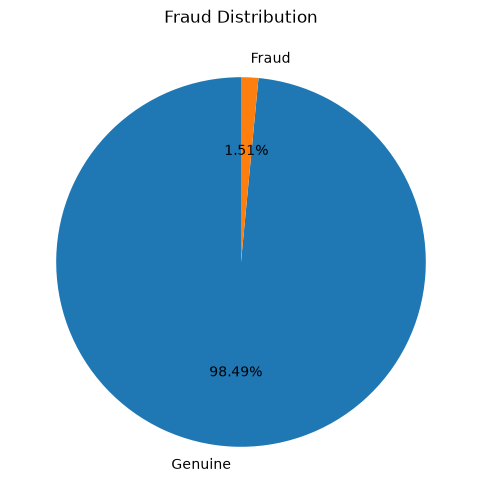 Fraud Distribution
Fraud
1.51%
98.49%
Genuine